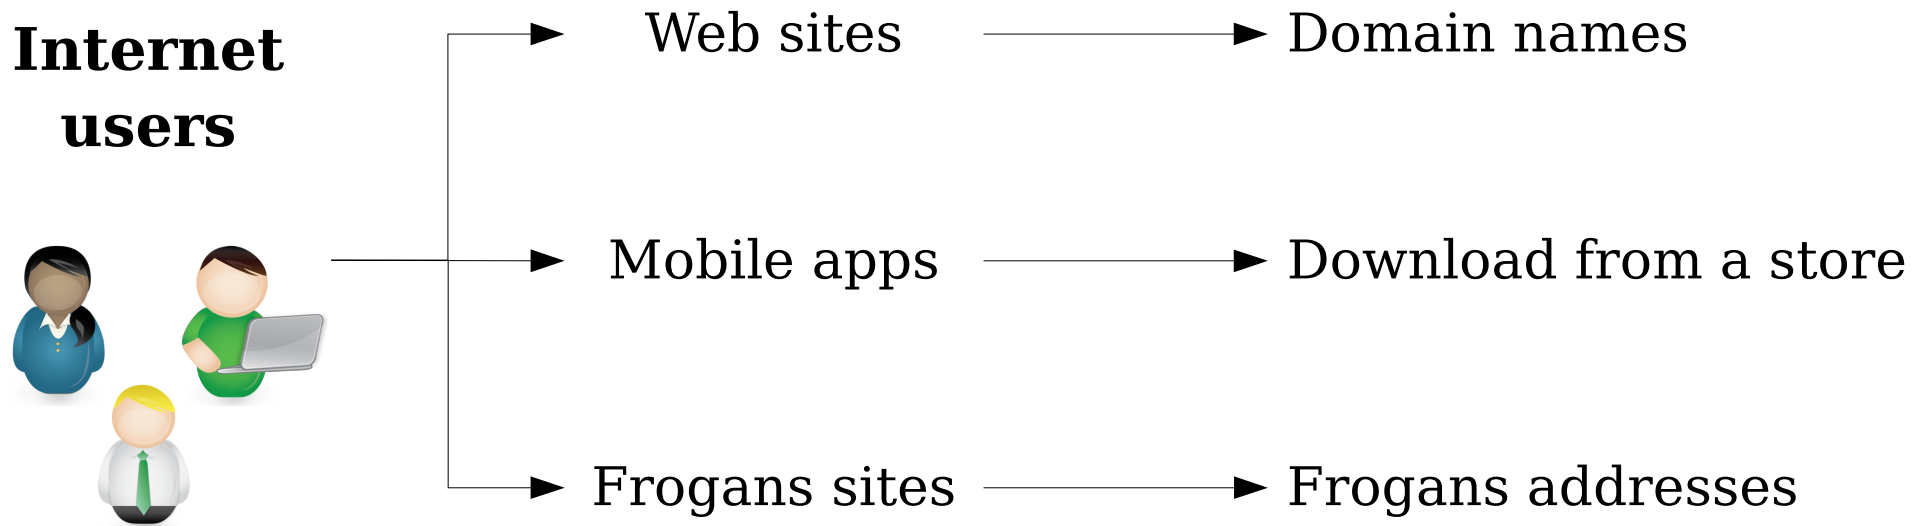 Internet
users
Web sites
Domain names
Mobile apps
Download from a store
Frogans sites
Frogans addresses